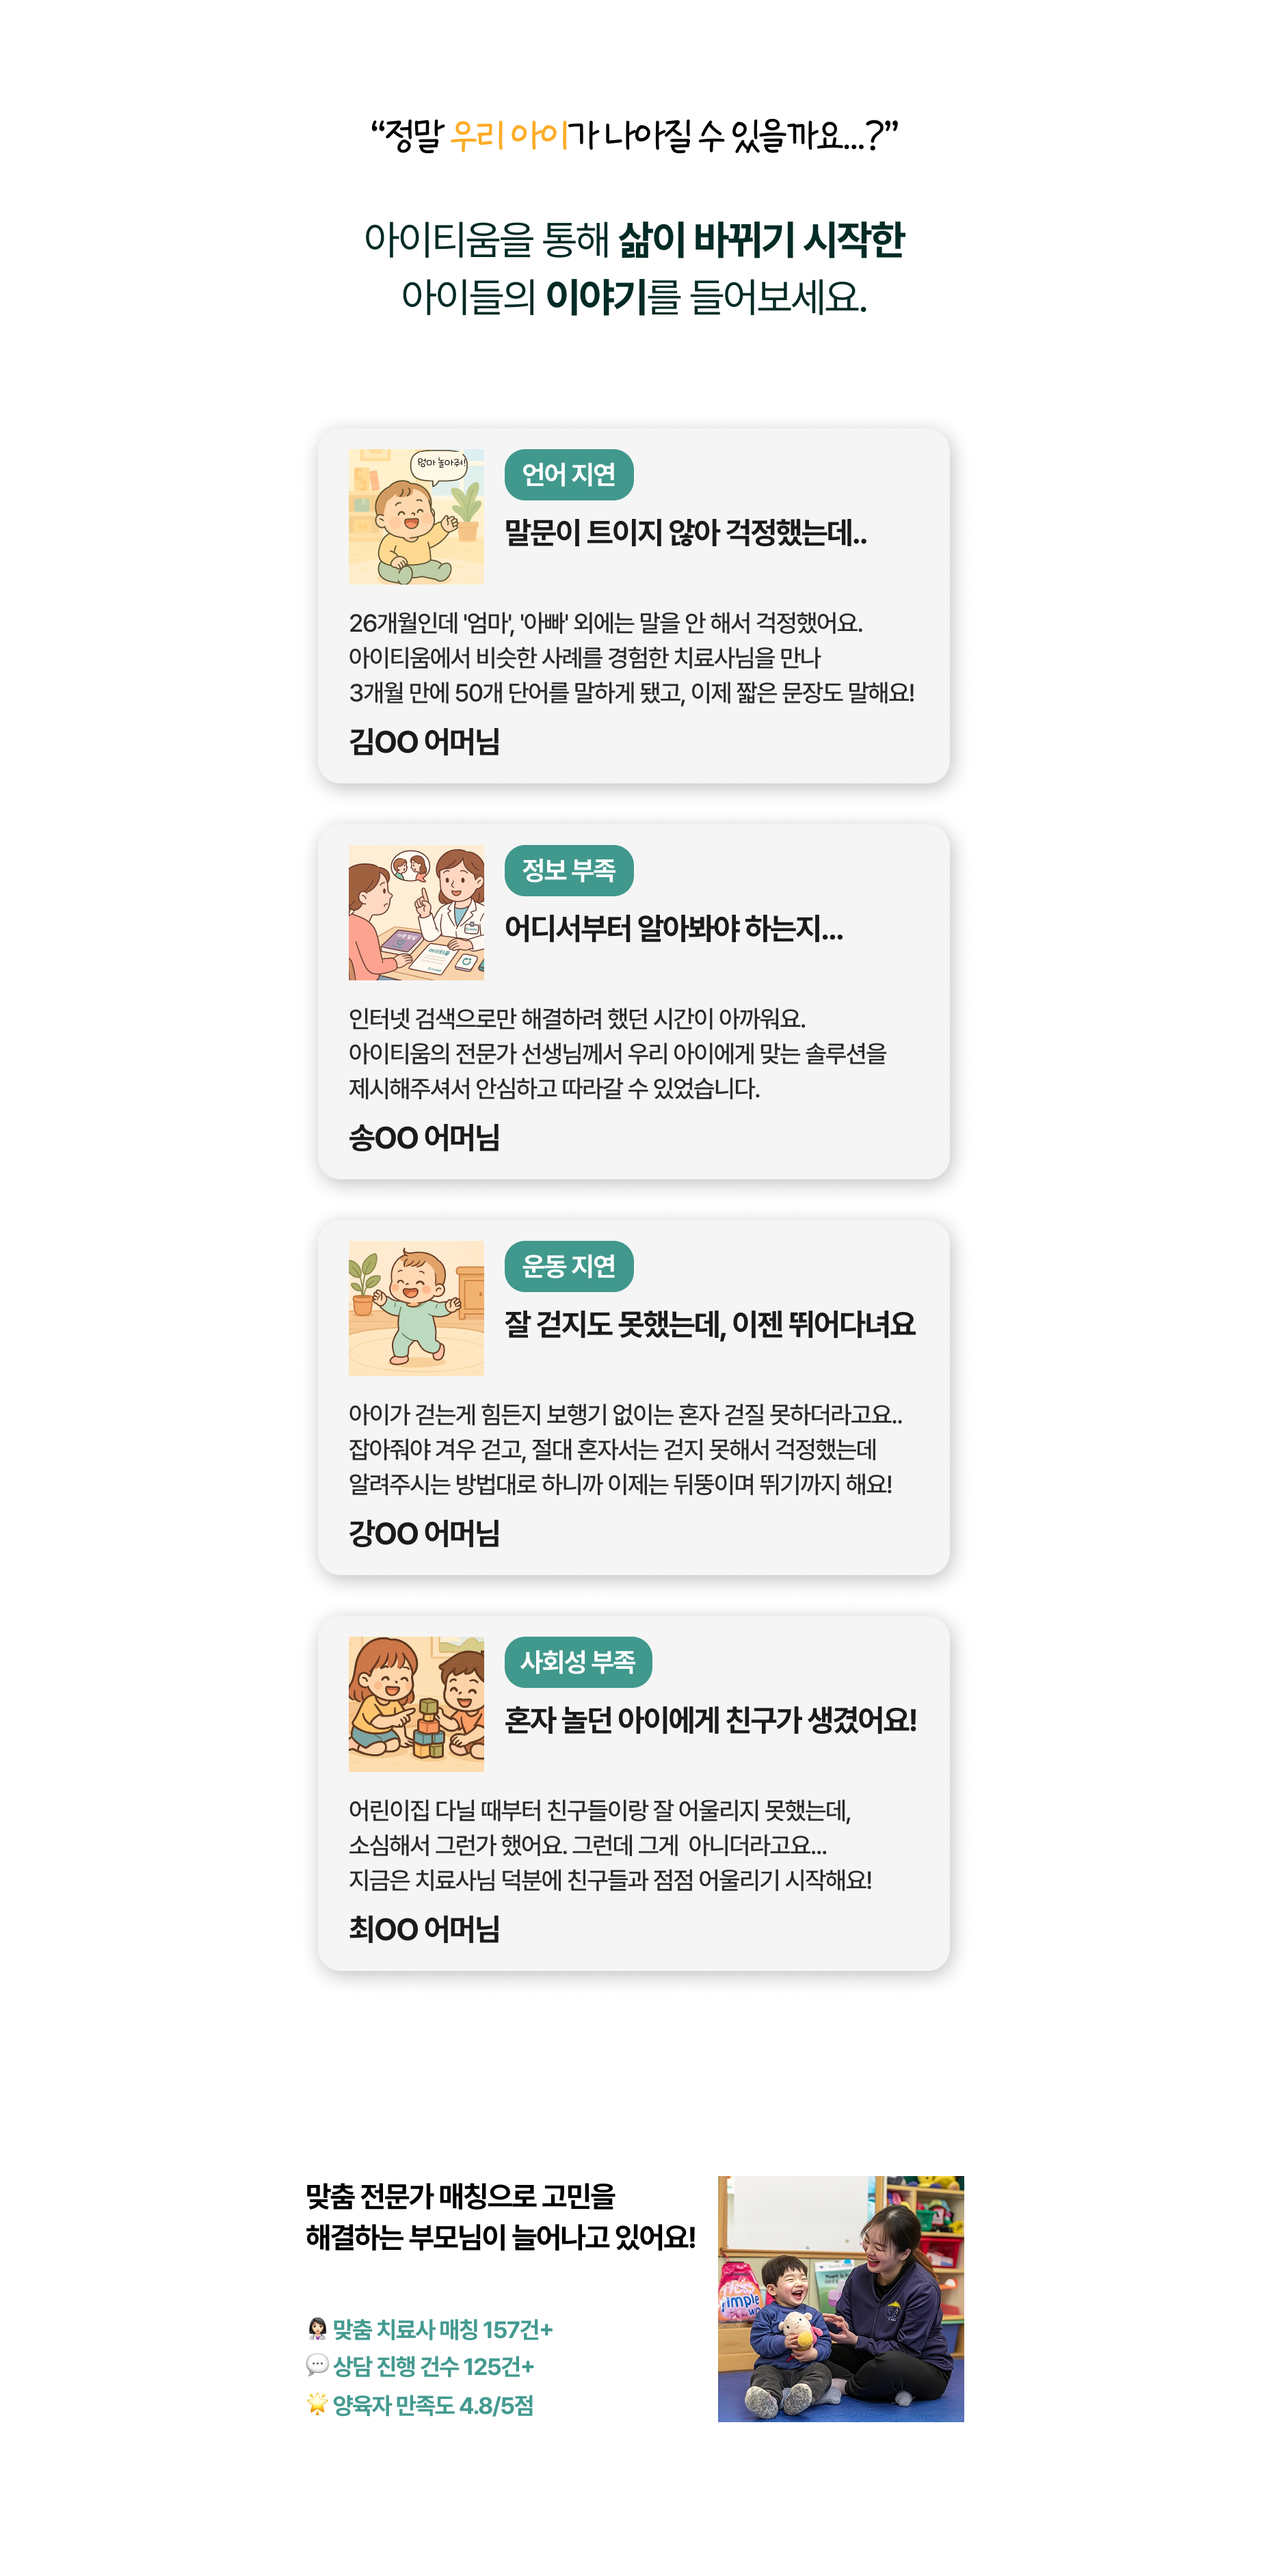 “정말 우리 아이가 나아질 수 있을까요...?”
아이티움을 통해 삶이 바뀌기 시작한
아이들의 이야기를 들어보세요.
엄마 놀아줘!
언어 지연
말문이 트이지 않아 걱정했는데..
26개월인데 '엄마', '아빠' 외에는 말을 안 해서 걱정했어요.
아이티움에서 비슷한 사례를 경험한 치료사님을 만나
3개월 만에 50개 단어를 말하게 됐고, 이제 짧은 문장도 말해요!
김OO 어머님
정보 부족
어디서부터 알아봐야 하는지...
아이티움
인터넷 검색으로만 해결하려 했던 시간이 아까워요.
아이티움의 전문가 선생님께서 우리 아이에게 맞는 솔루션을
제시해주셔서 안심하고 따라갈 수 있었습니다.
송OO 어머님
운동 지연
잘 걷지도 못했는데, 이젠 뛰어다녀요
아이가 걷는게 힘든지 보행기 없이는 혼자 걷질 못하더라고요..
잡아줘야 겨우 걷고, 절대 혼자서는 걷지 못해서 걱정했는데
알려주시는 방법대로 하니까 이제는 뒤뚱이며 뛰기까지 해요!
강OO 어머님
사회성 부족
혼자 놀던 아이에게 친구가 생겼어요!
어린이집 다닐 때부터 친구들이랑 잘 어울리지 못했는데,
소심해서 그런가 했어요. 그런데 그게 아니더라고요...
지금은 치료사님 덕분에 친구들과 점점 어울리기 시작해요!
최OO 어머님
맞춤 전문가 매칭으로 고민을
해결하는 부모님이 늘어나고 있어요!
맞춤 치료사 매칭 157건+
상담 진행 건수 125건+
양육자 만족도 4.8/5점